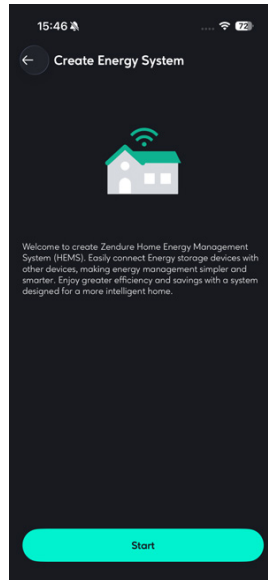 15:46
72
Create Energy System
Welcome to create Zendure Home Energy Management
System (HEMS). Easily connect Energy storage devices with
other devices, making energy management simpler and
smarter. Enjoy greater efficiency and savings with a system
designed for a more intelligent home.
Start